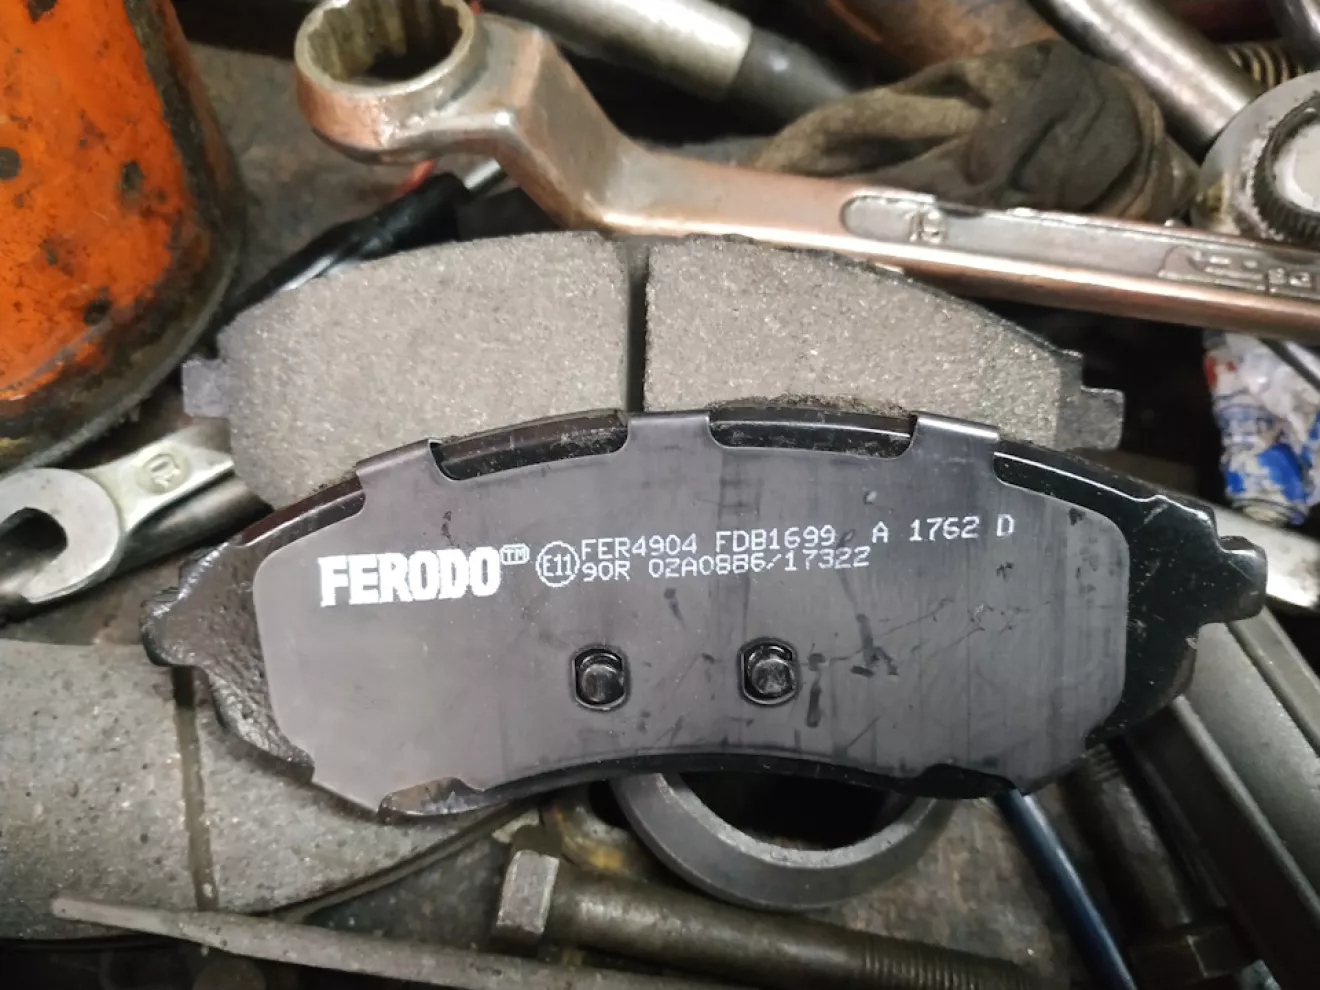 FERODO™ E11 FER4904 FDB1699 A 1762 D
90R 02A0886/17322